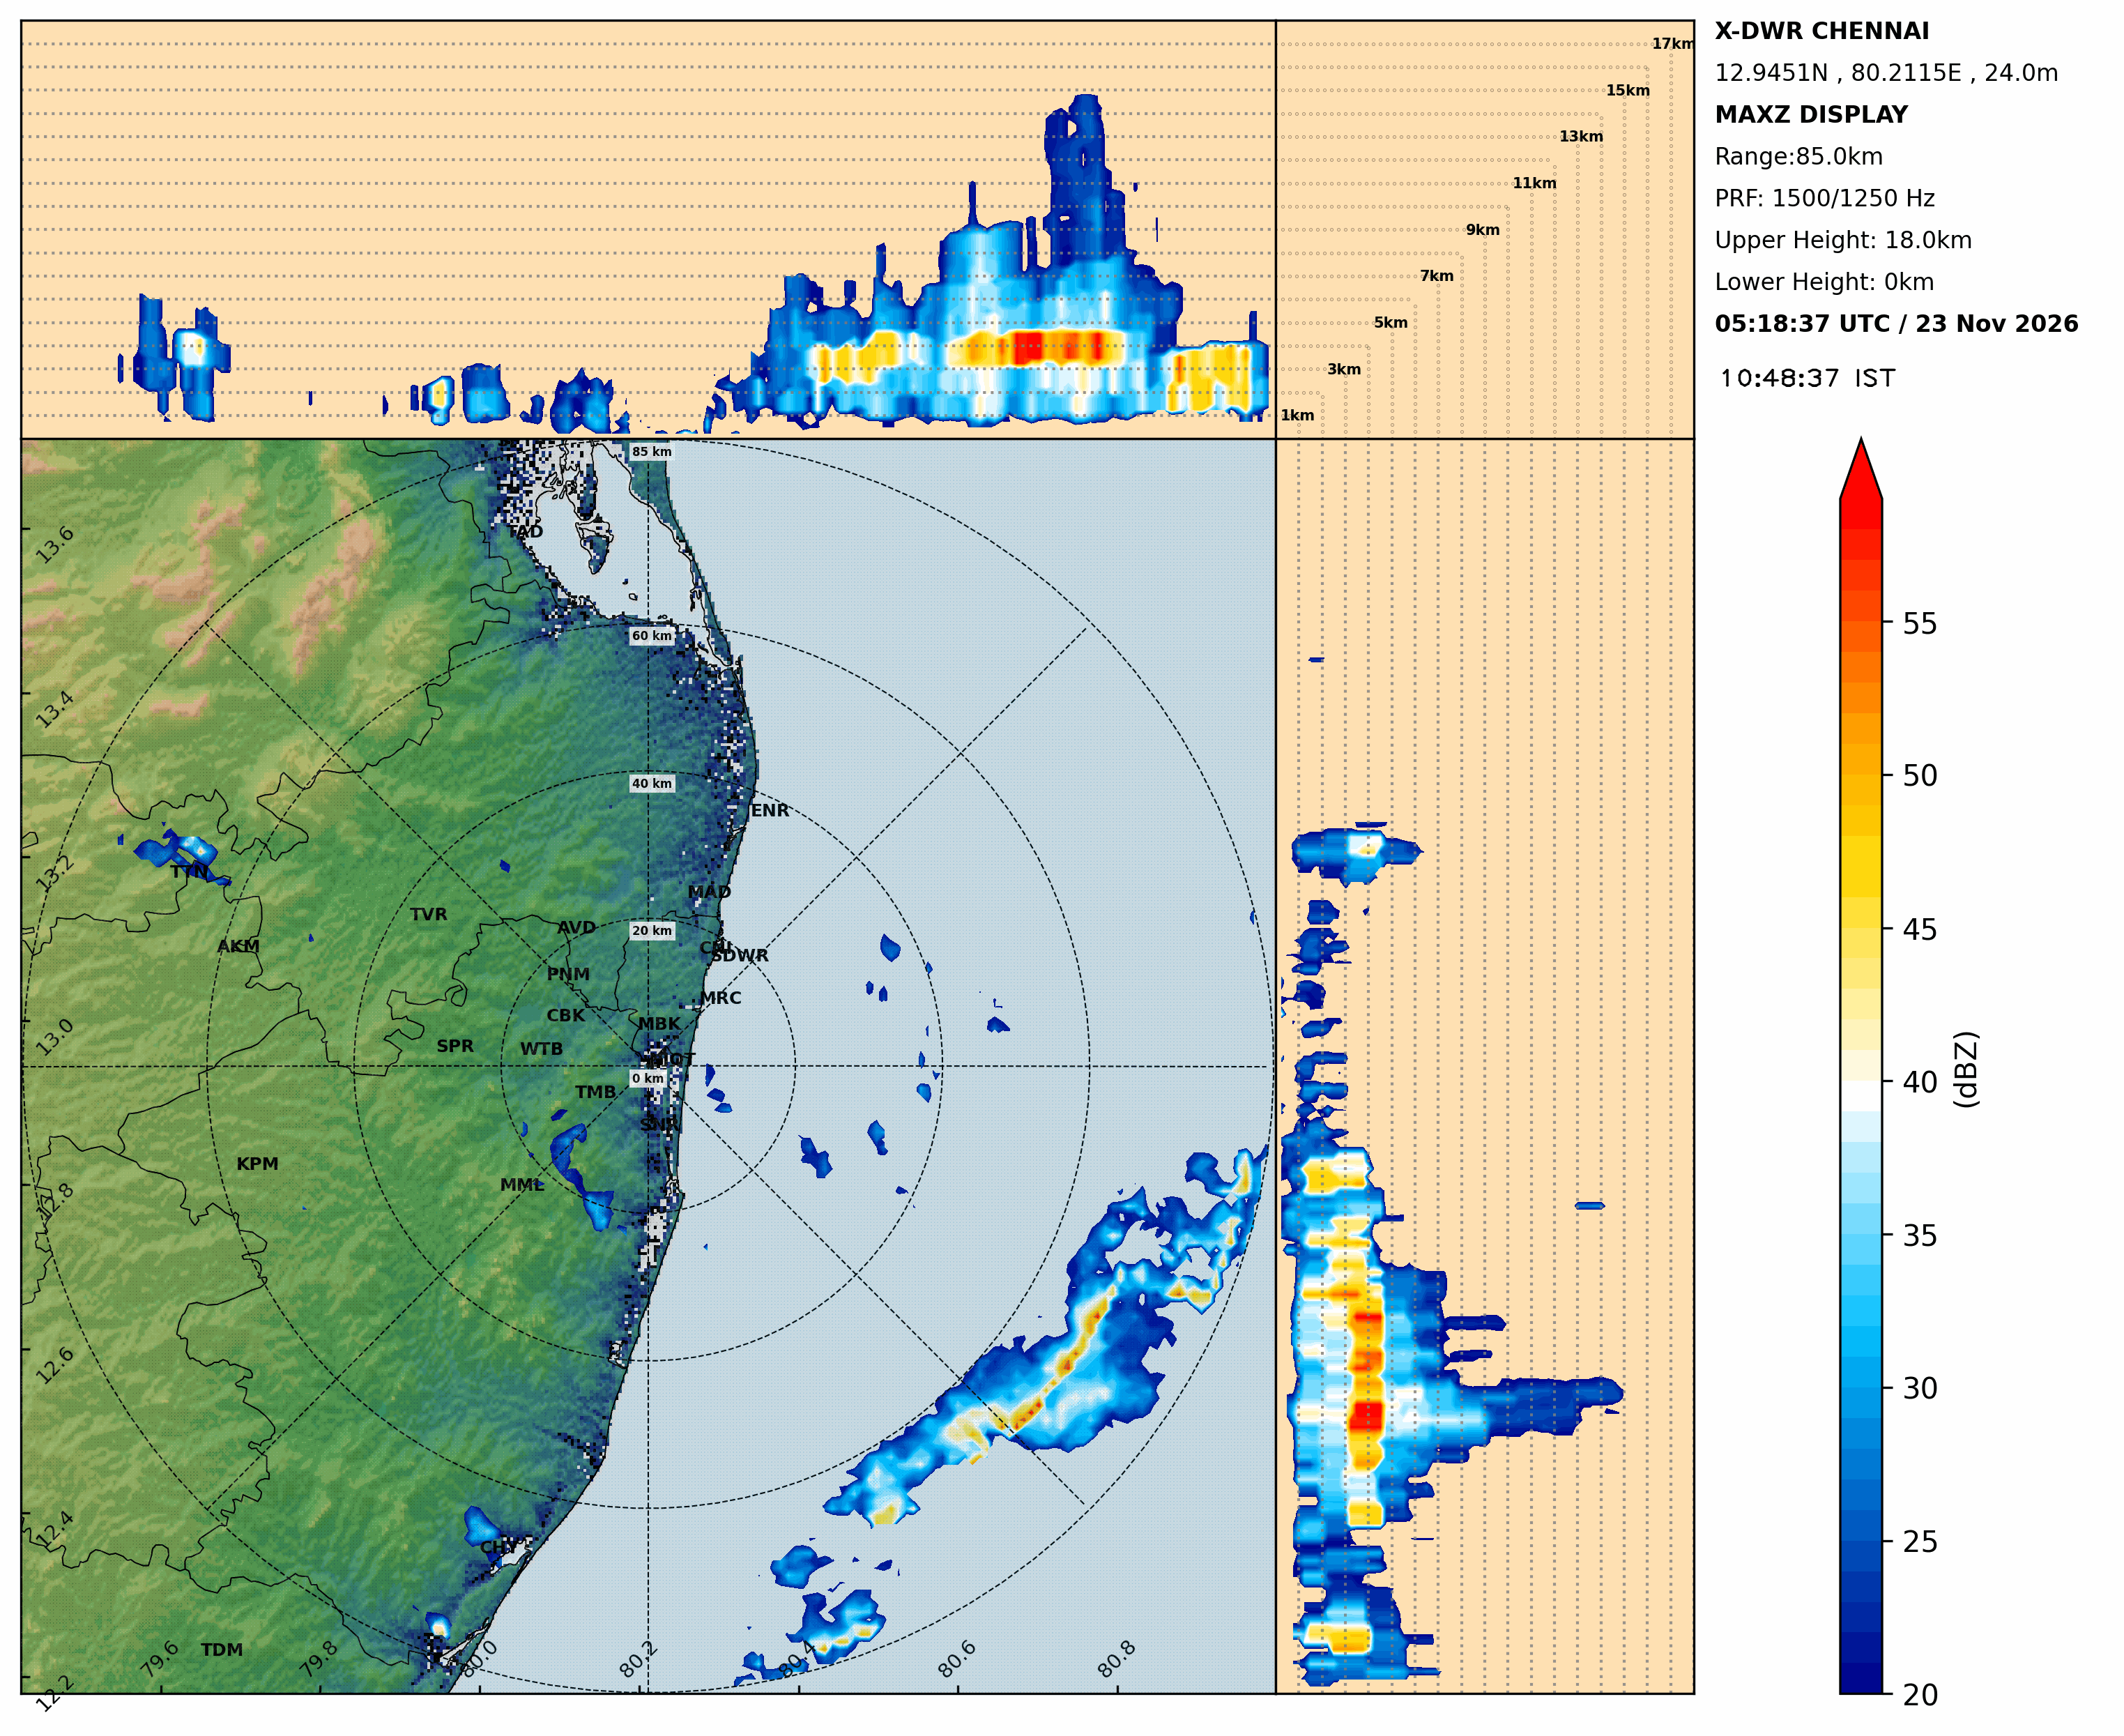 X-DWR CHENNAI
12.9451N , 80.2115E , 24.0m
MAXZ DISPLAY
Range:85.0km
PRF: 1500/1250 Hz
Upper Height: 18.0km
Lower Height: 0km
05:18:37 UTC / 23 Nov 2026
10:48:37 IST
17km
15km
13km
11km
9km
7km
5km
3km
1km
85 km
TAD
13.6
60 km
13.4
40 km
ENR
13.2
TYN
MAD
TVR
AVD
20 km
AKM
SDWR
PNM
MRC
CBK
MBK
13.0
SPR
WTB
0 km
TMB
SNR
KPM
MML
12.8
12.6
12.4
CHY
TDM
12.2
79.6
79.8
80.0
80.2
80.4
80.6
80.8
55
50
45
40
35
30
25
20
(dBZ)